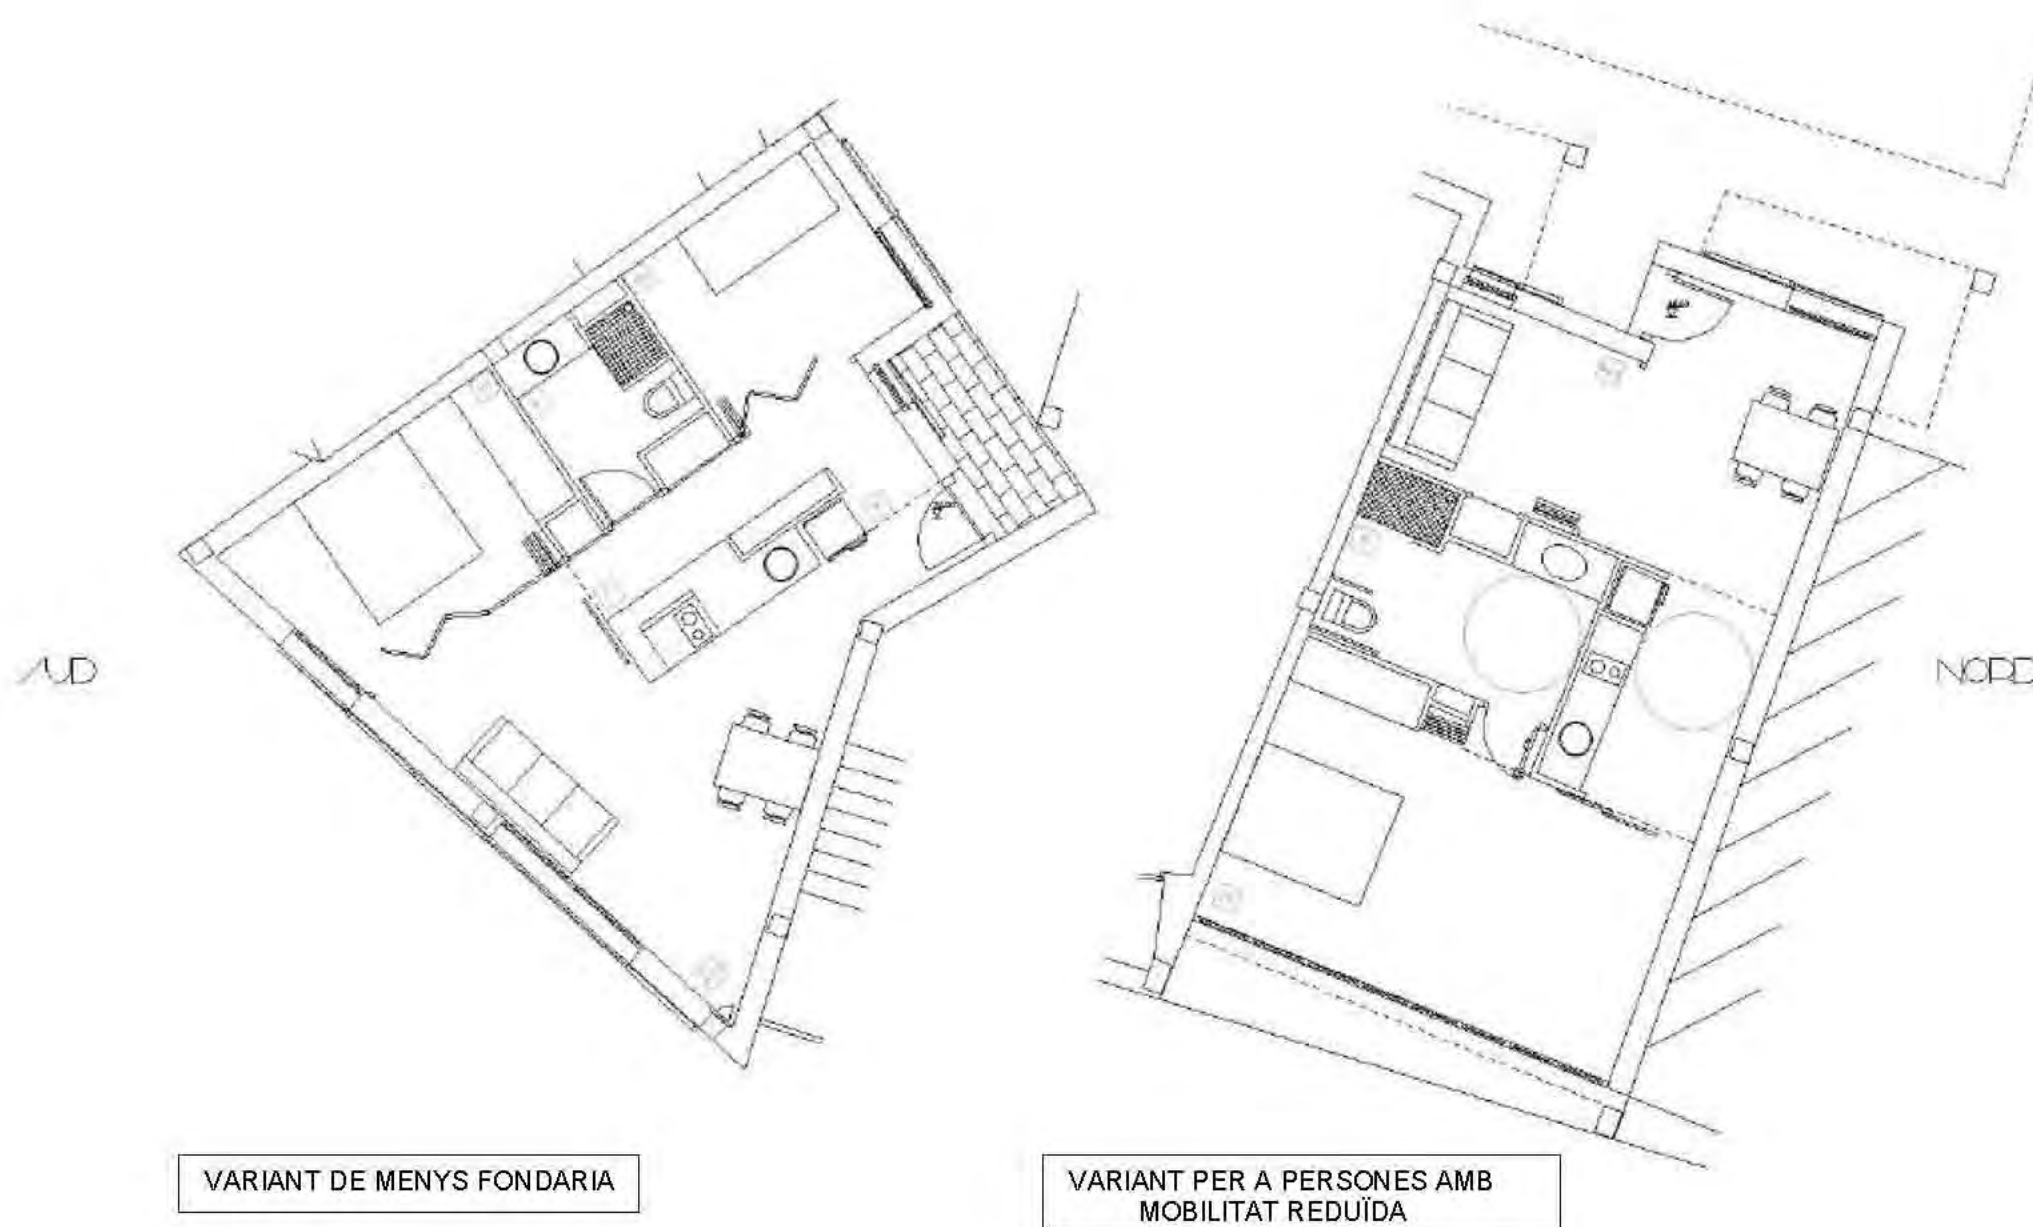 SUD
NORD
VARIANT DE MENYS FONDARIA
VARIANT PER A PERSONES AMB
MOBILITAT REDUÏDA